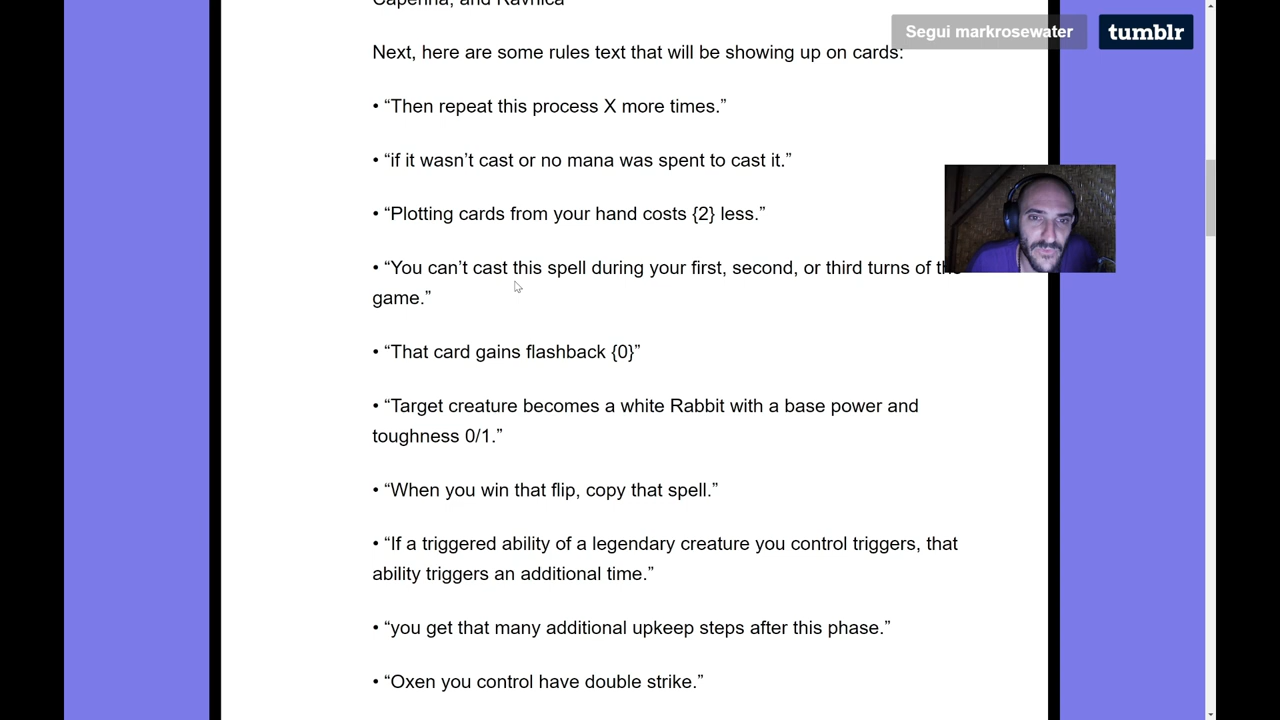 Capenna, and Ravnica
Segui markrosewater
tumblr
Next, here are some rules text that will be showing up on cards:
• “Then repeat this process X more times.”
• “if it wasn’t cast or no mana was spent to cast it.”
• “Plotting cards from your hand costs {2} less.”
• “You can’t cast this spell during your first, second, or third turns of the
game.”
• “That card gains flashback {0}”
• “Target creature becomes a white Rabbit with a base power and
toughness 0/1.”
• “When you win that flip, copy that spell.”
• “If a triggered ability of a legendary creature you control triggers, that
ability triggers an additional time.”
• “you get that many additional upkeep steps after this phase.”
• “Oxen you control have double strike.”